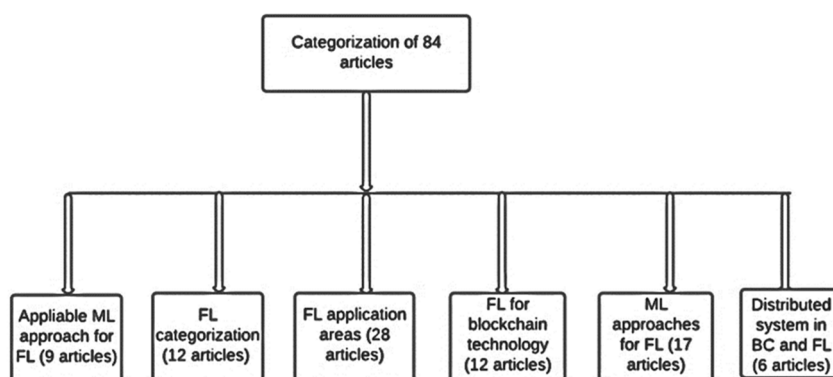 Categorization of 84
articles
Appliable ML
approach for
FL (9 articles)
FL
categorization
(12 articles)
FL application
areas (28
articles)
FL for
blockchain
technology
(12 articles)
ML
approaches
for FL (17
articles)
Distributed
system in
BC and FL
(6 articles)